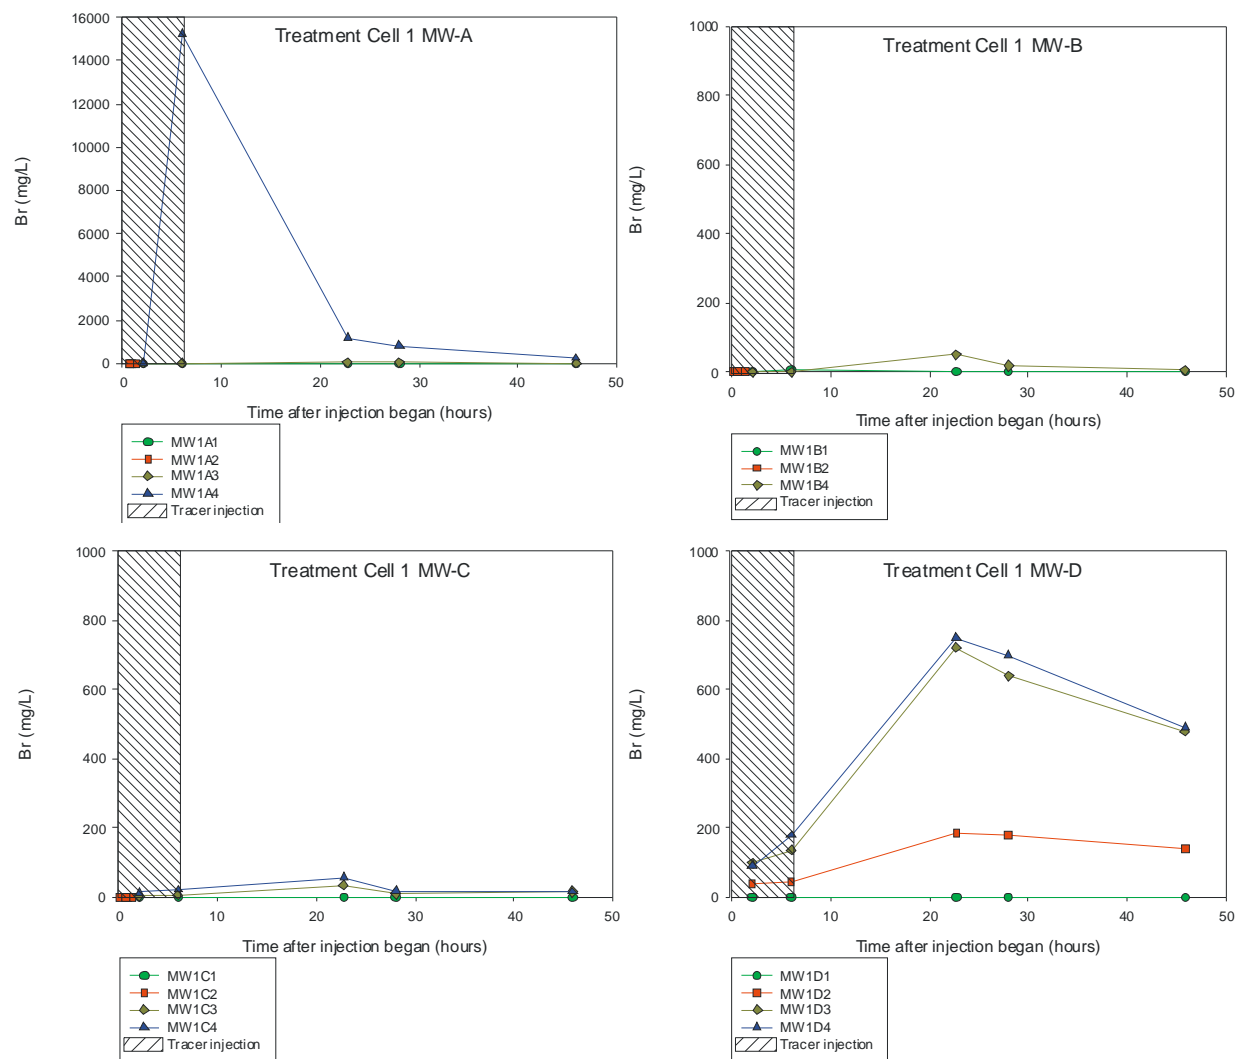 Treatment Cell 1 MW-A
16000
14000
12000
10000
8000
6000
4000
2000
0
Br (mg/L)
0 10 20 30 40 50
Time after injection began (hours)
MW1A1
MW1A2
MW1A3
MW1A4
Tracer injection
Treatment Cell 1 MW-B
1000
800
600
400
200
0
Br (mg/L)
0 10 20 30 40 50
Time after injection began (hours)
MW1B1
MW1B2
MW1B4
Tracer injection
Treatment Cell 1 MW-C
1000
800
600
400
200
0
Br (mg/L)
0 10 20 30 40 50
Time after injection began (hours)
MW1C1
MW1C2
MW1C3
MW1C4
Tracer injection
Treatment Cell 1 MW-D
1000
800
600
400
200
0
Br (mg/L)
0 10 20 30 40 50
Time after injection began (hours)
MW1D1
MW1D2
MW1D3
MW1D4
Tracer injection